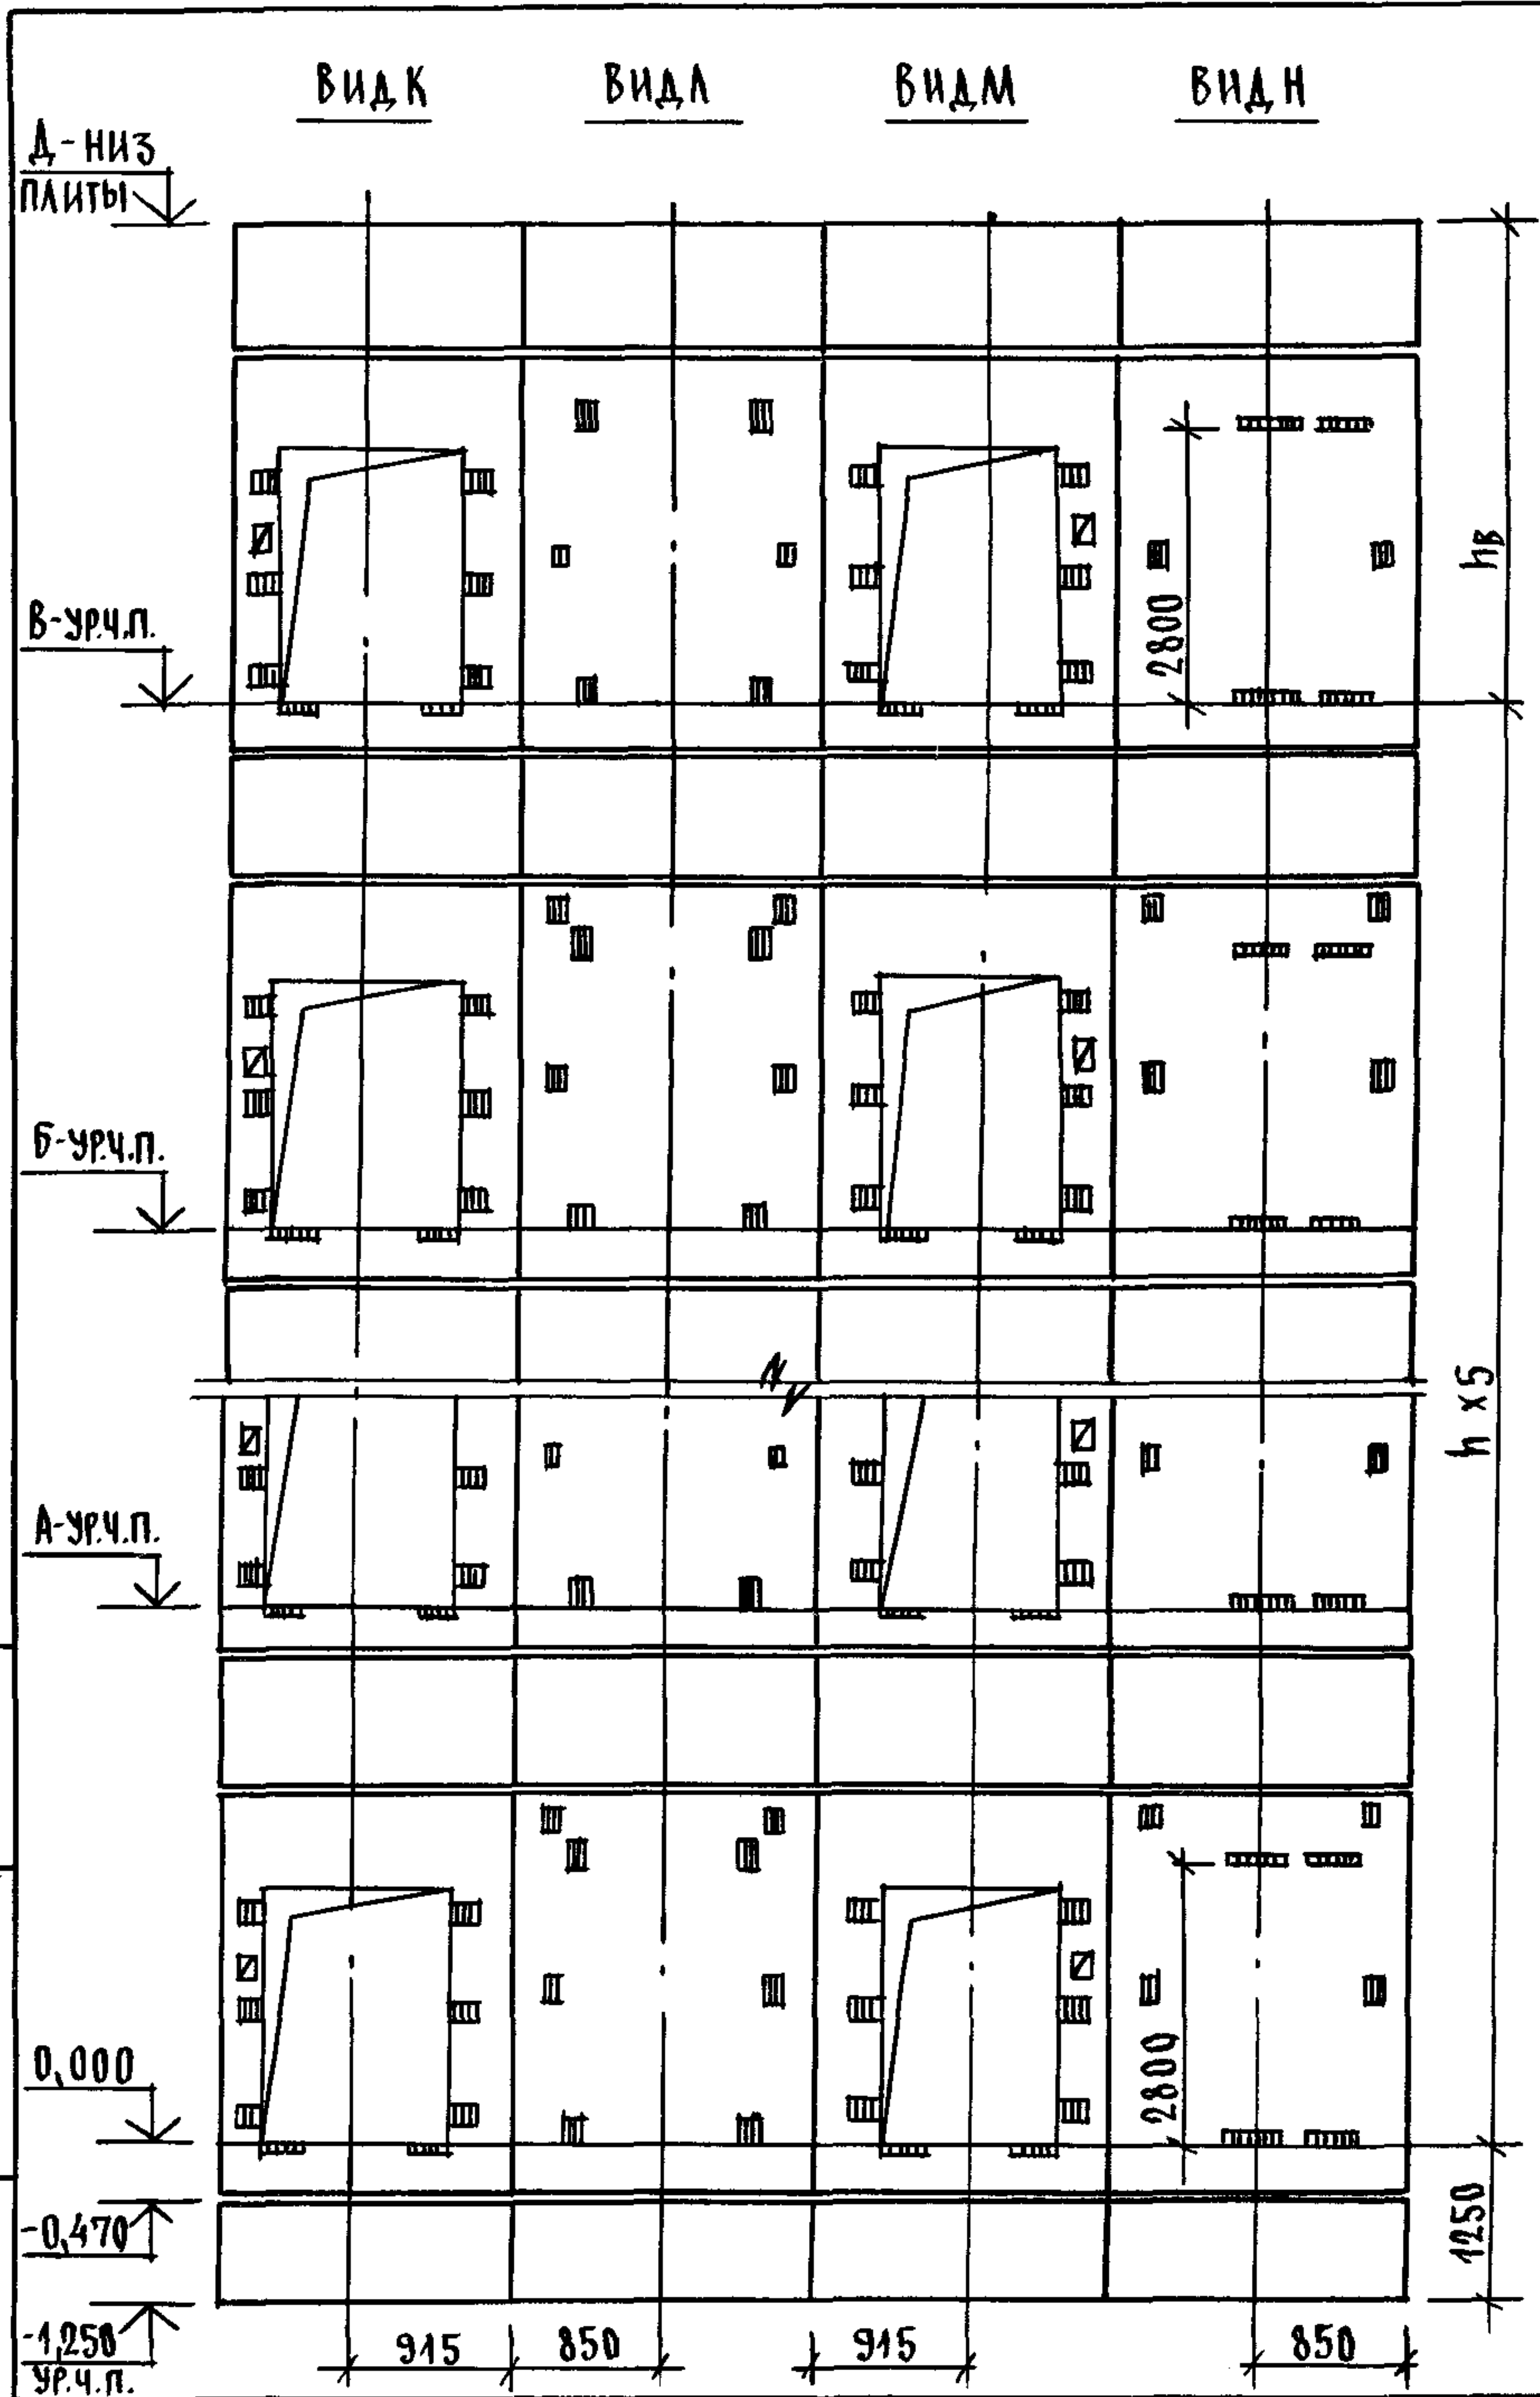 ВИД К
ВИД Л
ВИД М
ВИД Н
Д-НИЗ
ПЛИТЫ
hв
2800
В-УР.Ч.П.
Б-УР.Ч.П.
h x 5
А-УР.Ч.П.
2800
0,000
-0,470
1250
-1,250
УР.Ч.П.
915
850
915
850